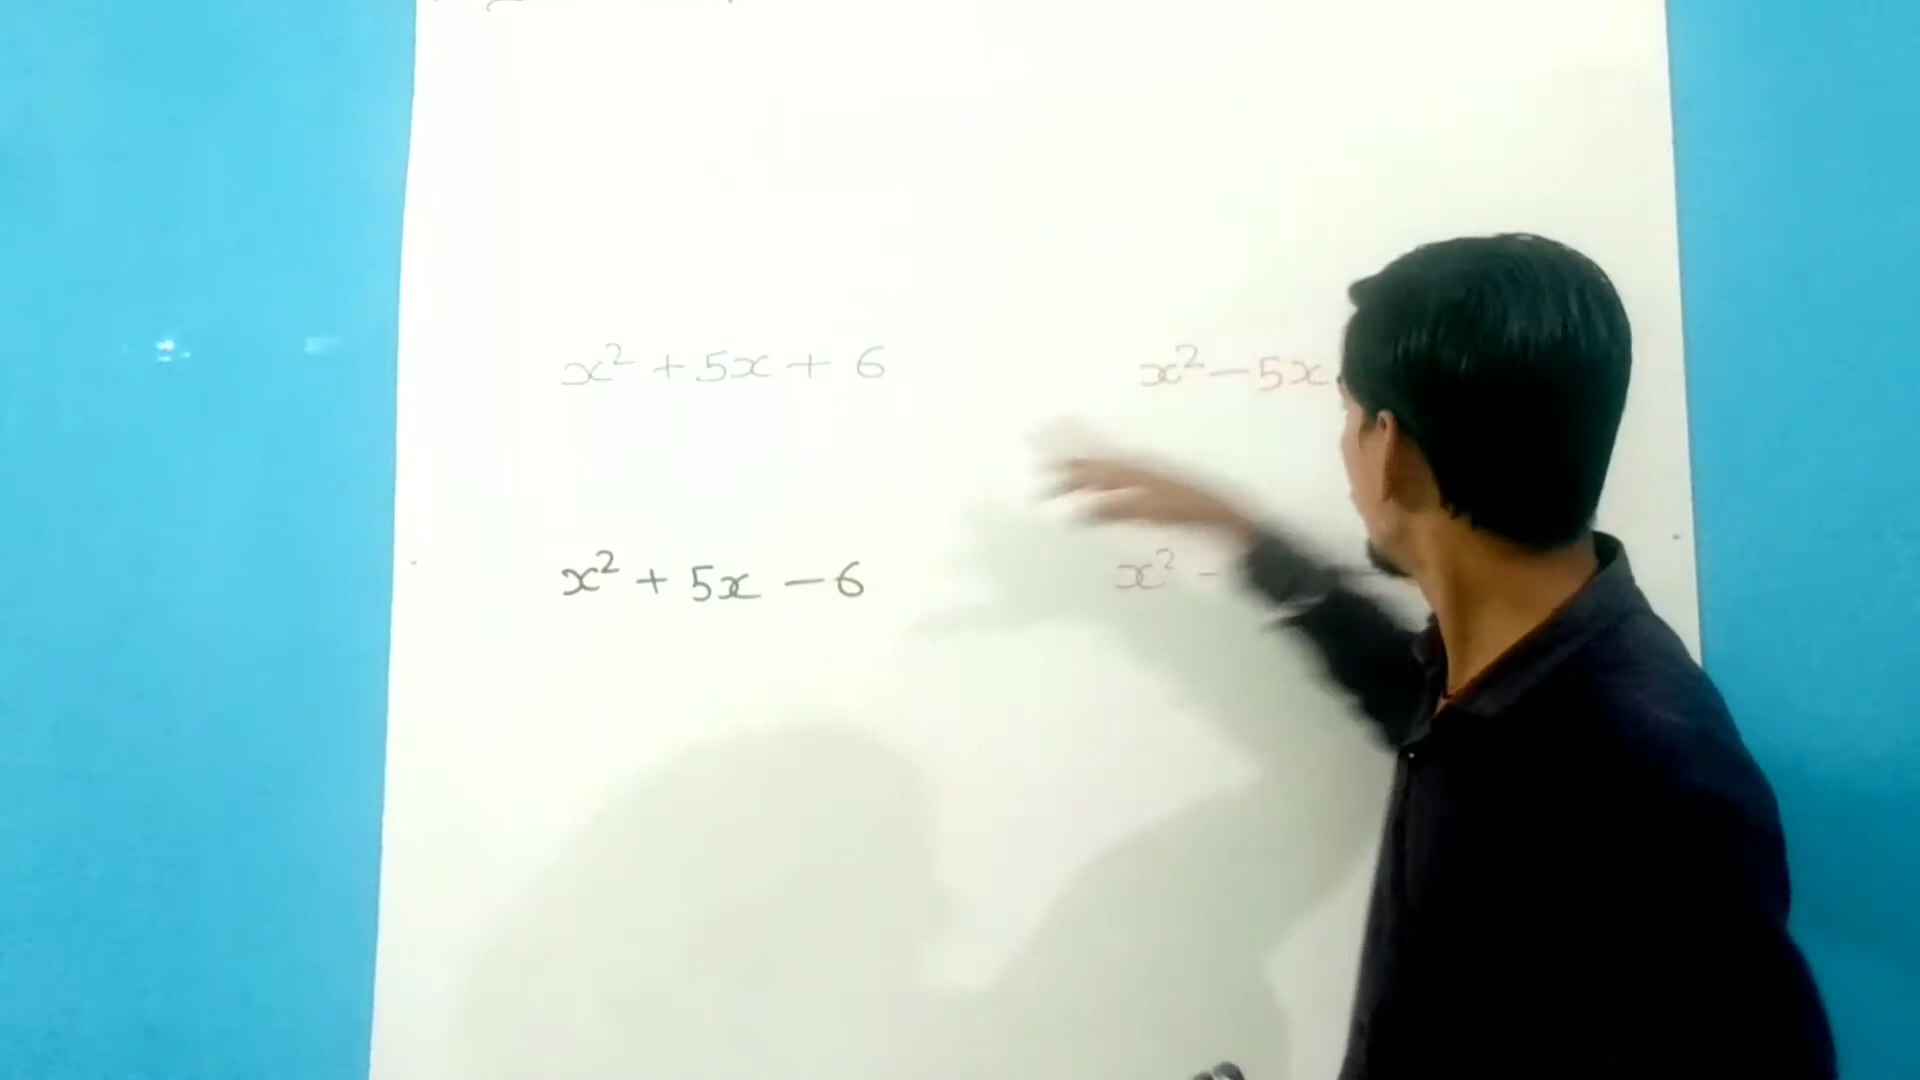 x² + 5x + 6
x² - 5x
x² + 5x - 6
x² -